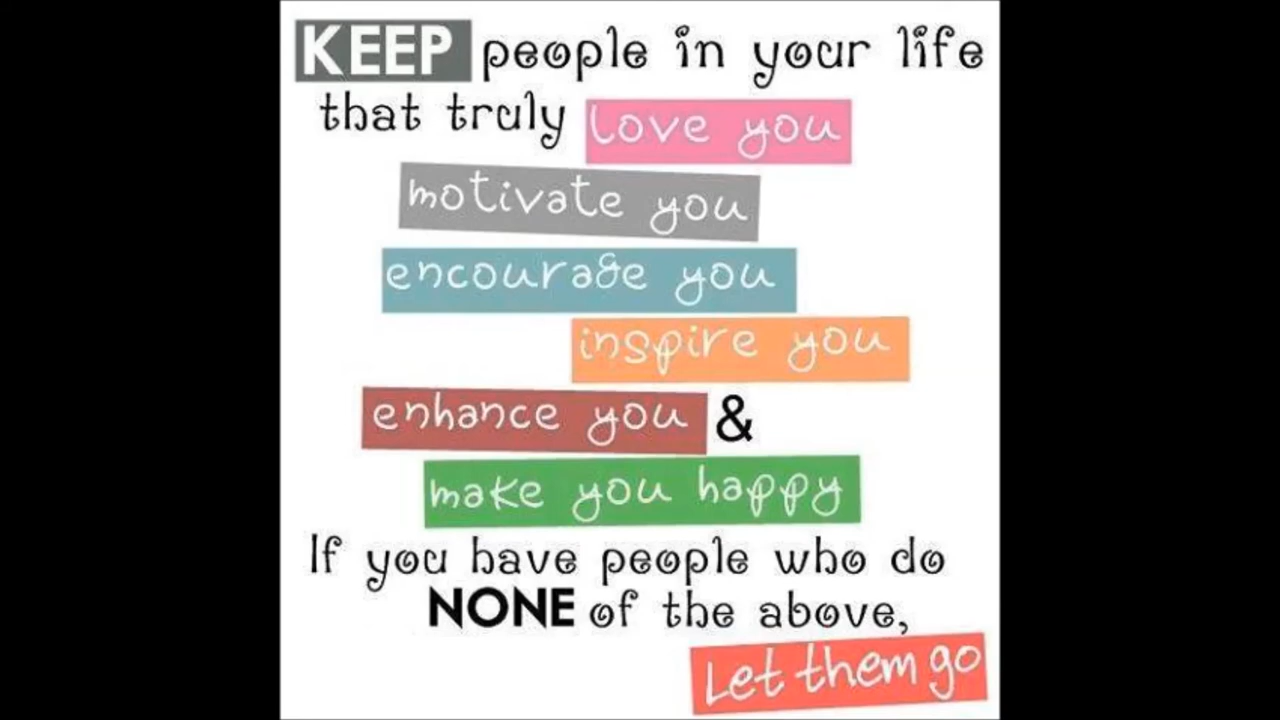 KEEP people in your life
that truly love you
motivate you
encourage you
inspire you
enhance you &
make you happy
If you have people who do
NONE of the above,
Let them go